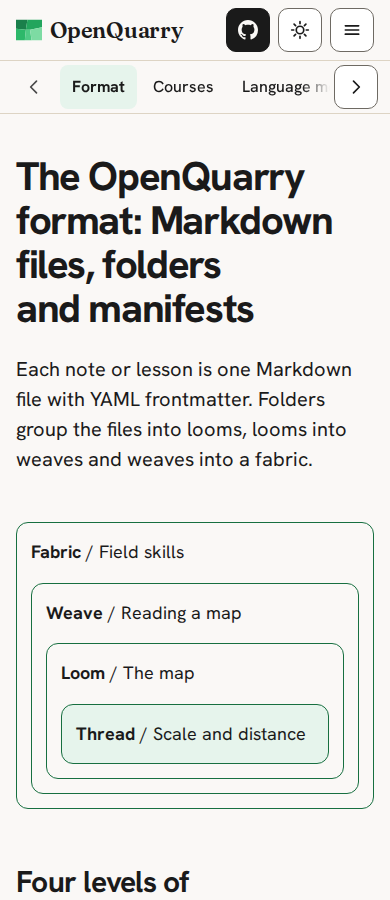 OpenQuarry
Format Courses Language m
The OpenQuarry
format: Markdown
files, folders
and manifests
Each note or lesson is one Markdown
file with YAML frontmatter. Folders
group the files into looms, looms into
weaves and weaves into a fabric.
Fabric / Field skills
Weave / Reading a map
Loom / The map
Thread / Scale and distance
Four levels of